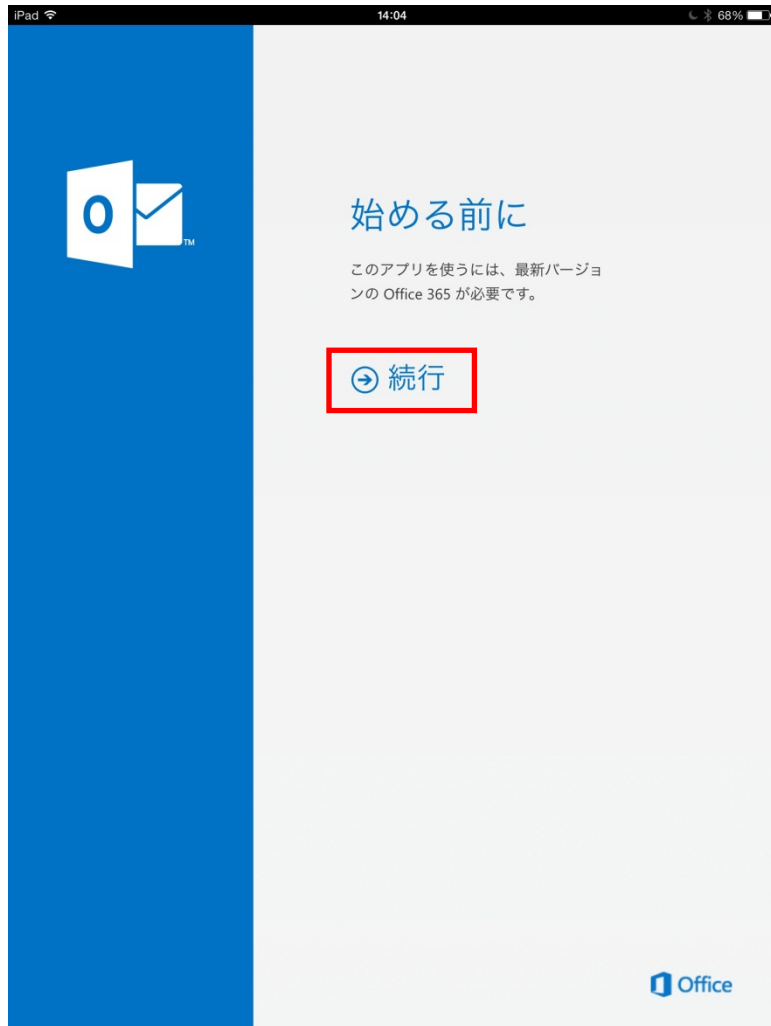 iPad 14:04 68%
O
TM
始める前に
このアプリを使うには、最新バージョ
ンの Office 365 が必要です。
続行
Office